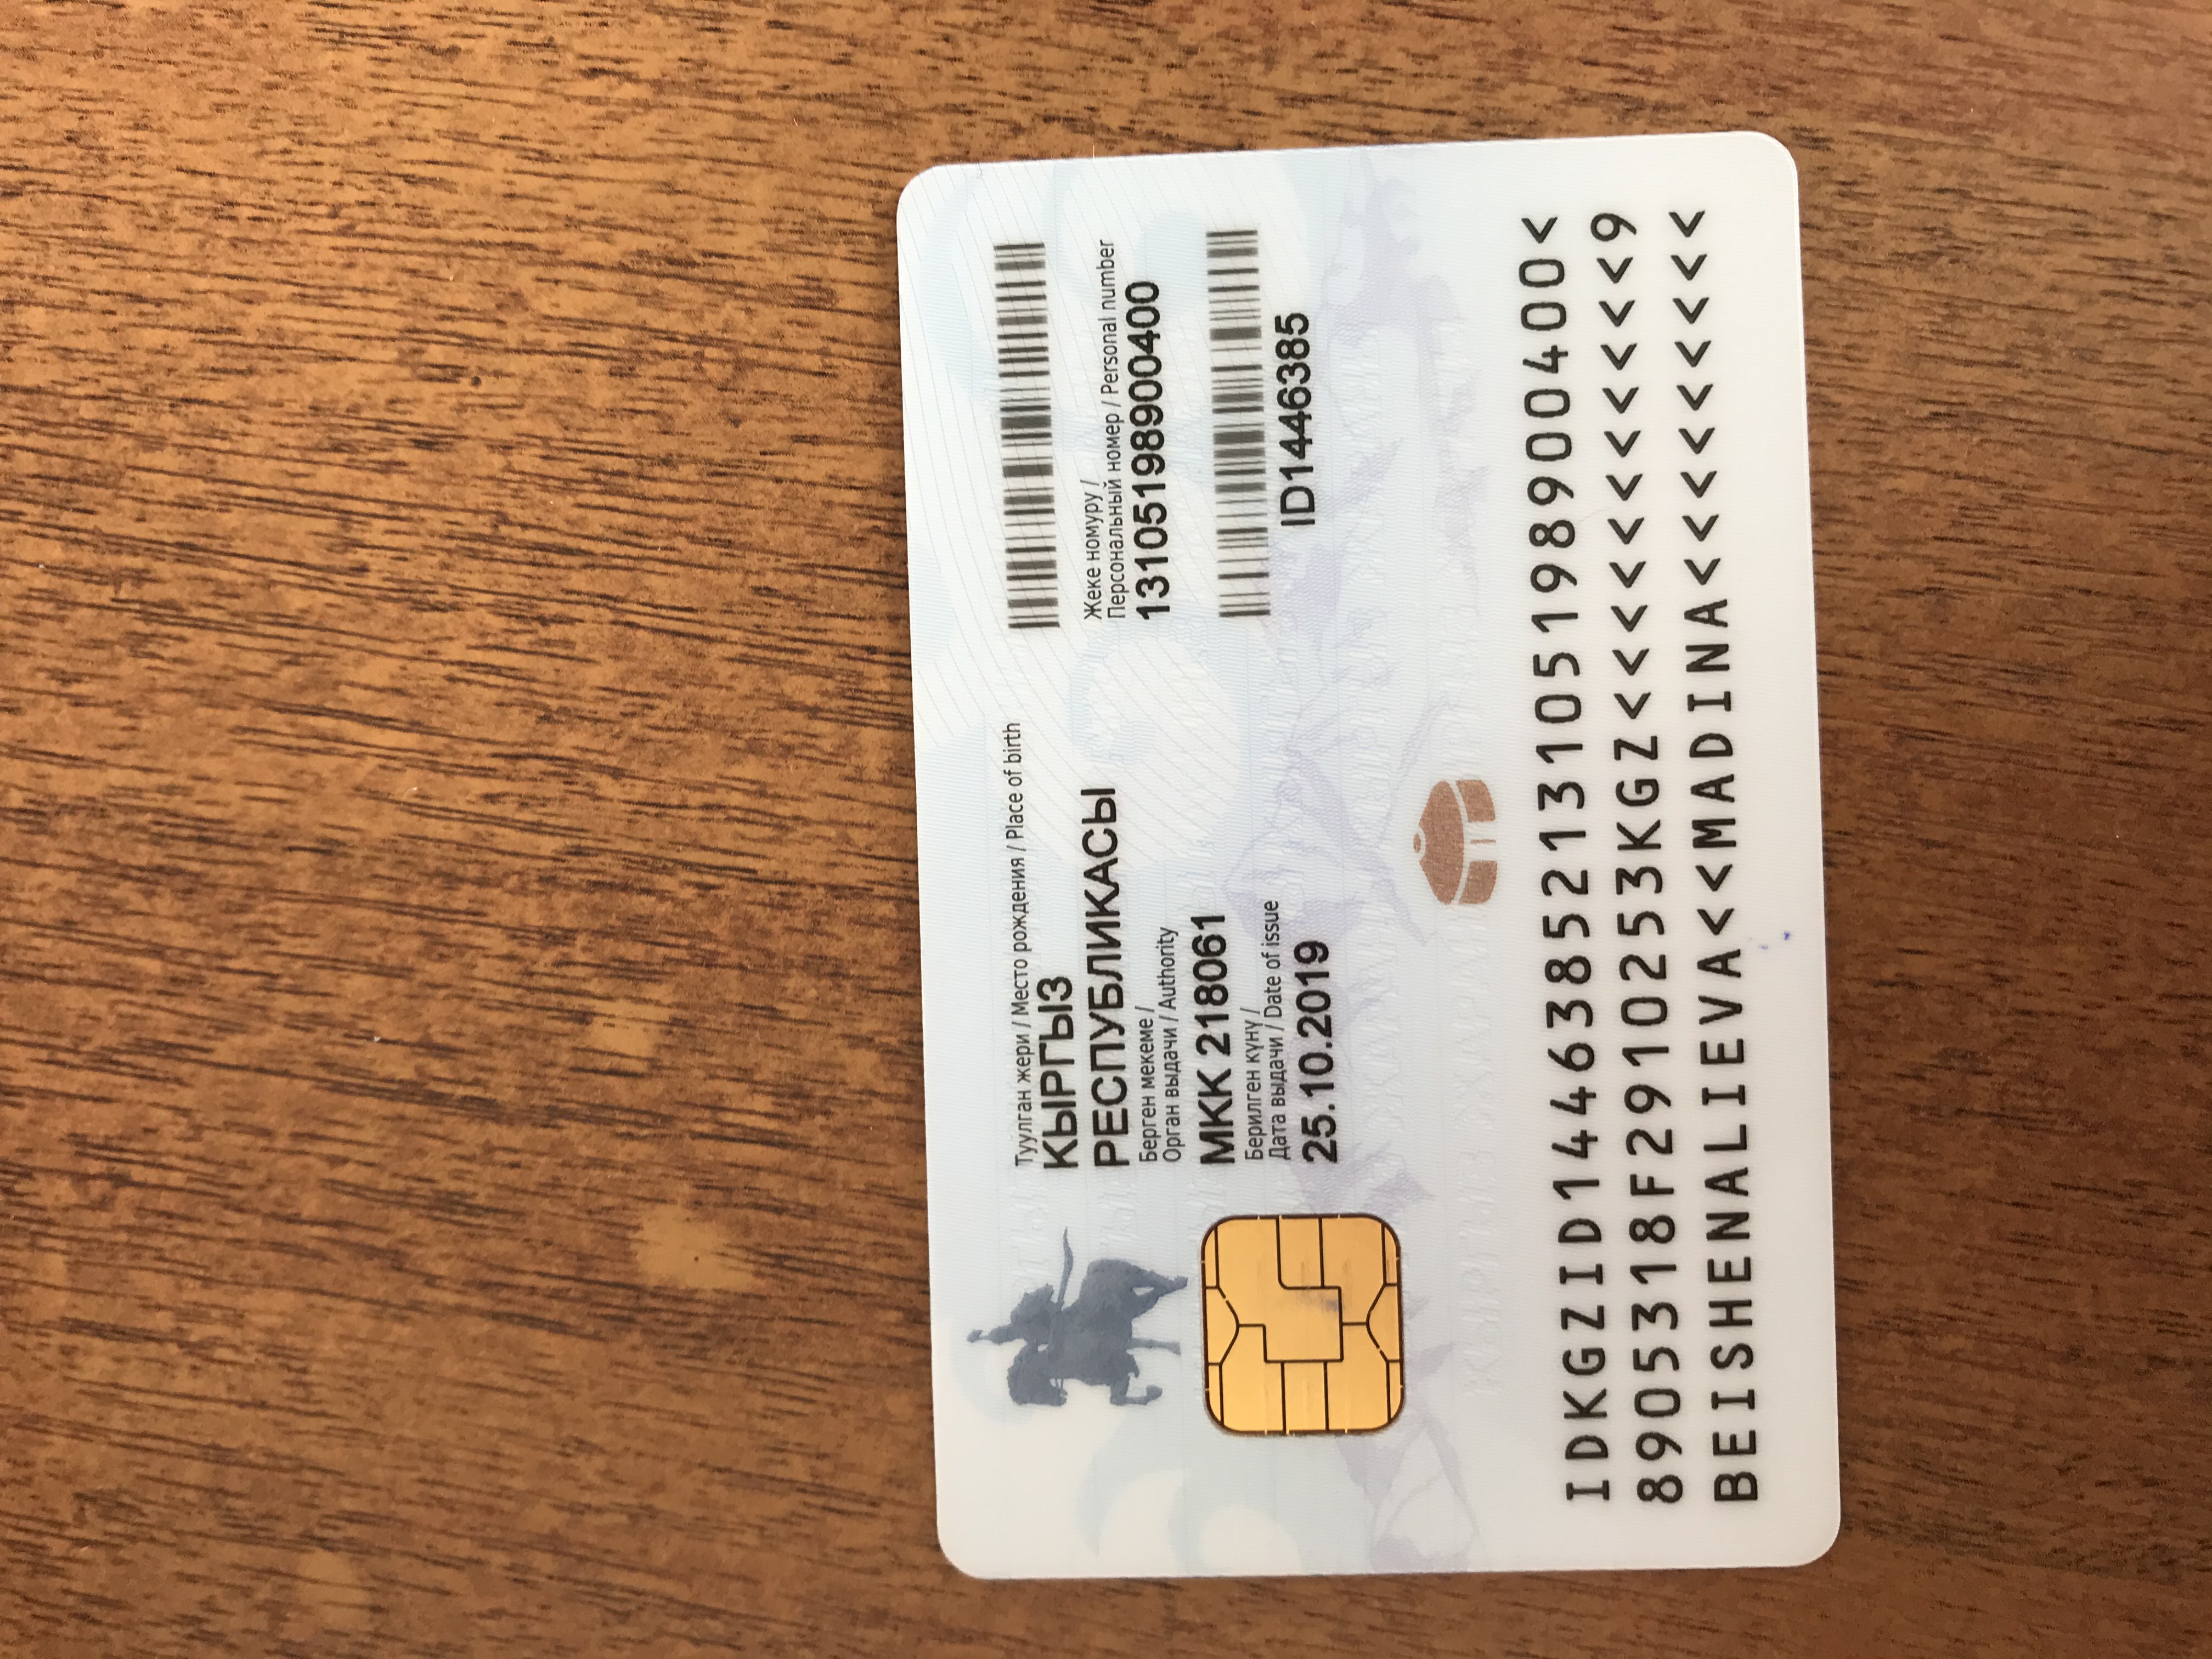 Туулган жери / Место рождения / Place of birth
КЫРГЫЗ
РЕСПУБЛИКАСЫ
Берген мекеме /
Орган выдачи / Authority
МКК 218061
Берилген күнү /
Дата выдачи / Date of issue
25.10.2019
Жеке номуру /
Персональный номер / Personal number
13105198900400
ID1446385
IDKGZID1446385213105198900400<
8905318F2910253KGZ<<<<<<<<<<<9
BEISHENALIEVA<<MADINA<<<<<<<<<